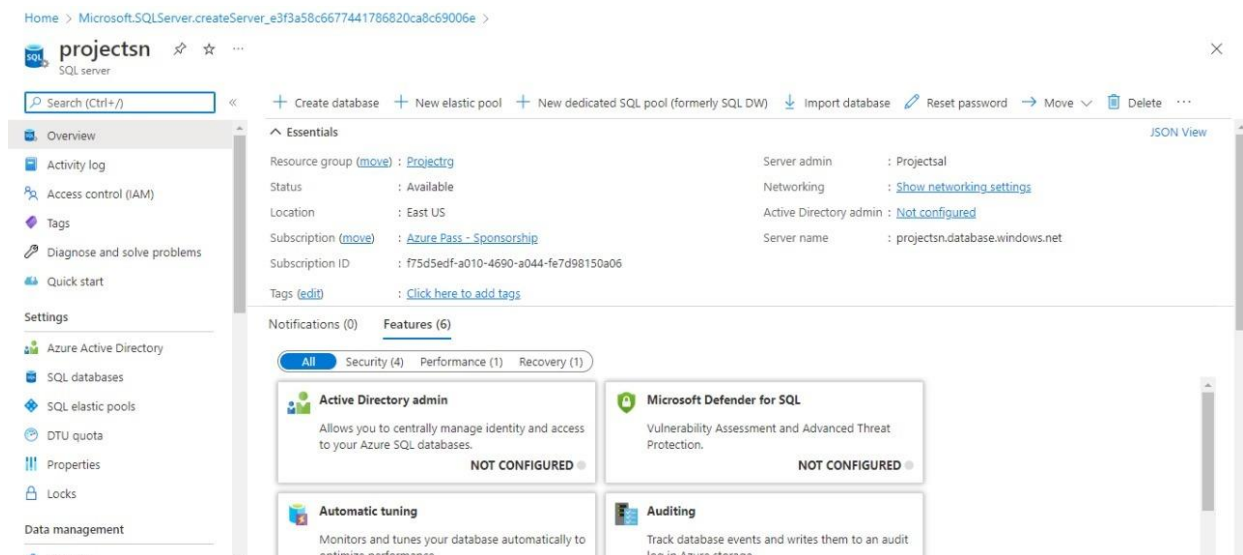 Home > Microsoft.SQLServer.createServer_e3f3a58c6677441786820ca8c69006e >
projectsn
SQL server
SQL
Search (Ctrl+/)
Overview
Activity log
Access control (IAM)
Tags
Diagnose and solve problems
Quick start
Settings
Azure Active Directory
SQL databases
SQL elastic pools
DTU quota
Properties
Locks
Data management
Create database New elastic pool New dedicated SQL pool (formerly SQL DW) Import database Reset password Move Delete ···
Essentials JSON View
Resource group (move) : Projectrg
Status : Available
Location : East US
Subscription (move) : Azure Pass - Sponsorship
Subscription ID : f75d5edf-a010-4690-a044-fe7d98150a06
Tags (edit) : Click here to add tags
Server admin : Projectsal
Networking : Show networking settings
Active Directory admin : Not configured
Server name : projectsn.database.windows.net
Notifications (0) Features (6)
All Security (4) Performance (1) Recovery (1)
Active Directory admin
Allows you to centrally manage identity and access
to your Azure SQL databases.
NOT CONFIGURED
Microsoft Defender for SQL
Vulnerability Assessment and Advanced Threat
Protection.
NOT CONFIGURED
Automatic tuning
Monitors and tunes your database automatically to
optimize performance
Auditing
Track database events and writes them to an audit
log in Azure storage